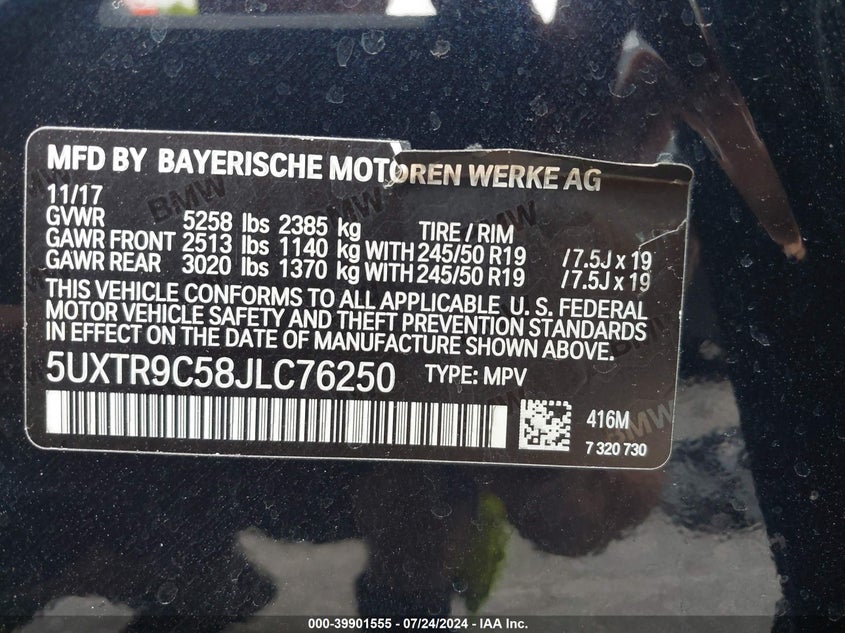 MFD BY BAYERISCHE MOTOREN WERKE AG
11/17
GVWR 5258 lbs 2385 kg TIRE / RIM
GAWR FRONT 2513 lbs 1140 kg WITH 245/50 R19 / 7.5J x 19
GAWR REAR 3020 lbs 1370 kg WITH 245/50 R19 / 7.5J x 19
THIS VEHICLE CONFORMS TO ALL APPLICABLE U. S. FEDERAL
MOTOR VEHICLE SAFETY AND THEFT PREVENTION STANDARDS
IN EFFECT ON THE DATE OF MANUFACTURE SHOWN ABOVE.
5UXTR9C58JLC76250 TYPE: MPV
416M
7 320 730
000-39901555 | 07/24/2024 - IAA Inc.